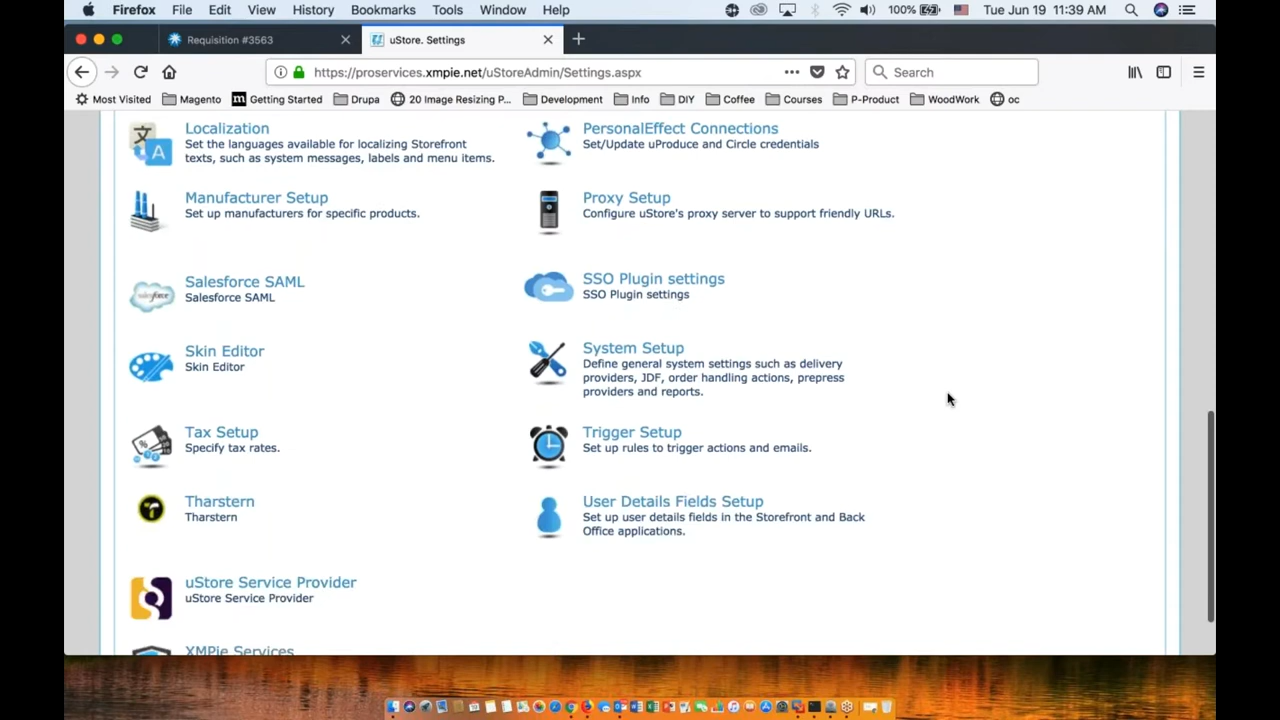 Firefox File Edit View History Bookmarks Tools Window Help 100% Tue Jun 19 11:39 AM
Requisition #3563 uStore. Settings
https://proservices.xmpie.net/uStoreAdmin/Settings.aspx Search
Most Visited Magento Getting Started Drupa 20 Image Resizing P... Development Info DIY Coffee Courses P-Product WoodWork oc
Localization
Set the languages available for localizing Storefront
texts, such as system messages, labels and menu items.
PersonalEffect Connections
Set/Update uProduce and Circle credentials
Manufacturer Setup
Set up manufacturers for specific products.
Proxy Setup
Configure uStore's proxy server to support friendly URLs.
Salesforce SAML
Salesforce SAML
SSO Plugin settings
SSO Plugin settings
Skin Editor
Skin Editor
System Setup
Define general system settings such as delivery
providers, JDF, order handling actions, prepress
providers and reports.
Tax Setup
Specify tax rates.
Trigger Setup
Set up rules to trigger actions and emails.
Tharstern
Tharstern
User Details Fields Setup
Set up user details fields in the Storefront and Back
Office applications.
uStore Service Provider
uStore Service Provider
XMPie Services